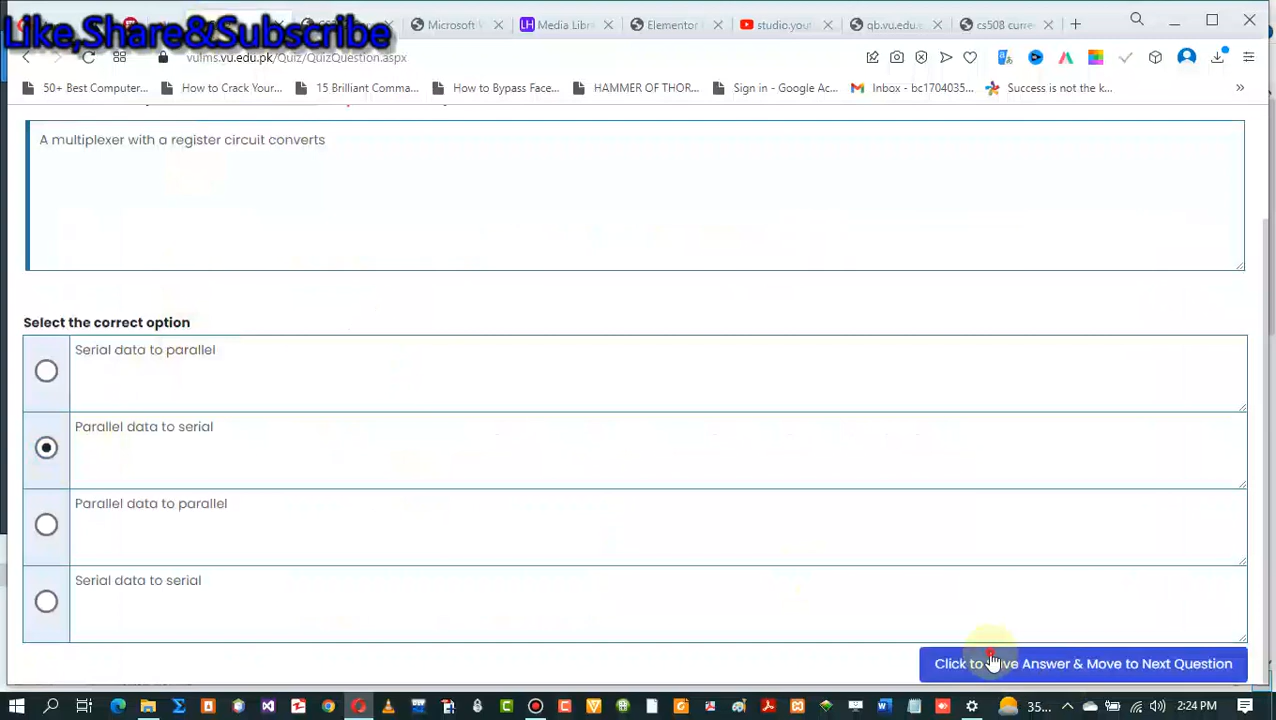 Like,Share&Subscribe
Microsoft
Media Libr
Elementor
studio.you
qb.vu.edu
cs508 curre
vulms.vu.edu.pk/Quiz/QuizQuestion.aspx
50+ Best Computer...
How to Crack Your...
15 Brilliant Comma...
How to Bypass Face...
HAMMER OF THOR...
Sign in - Google Ac...
Inbox - bc1704035...
Success is not the k...
A multiplexer with a register circuit converts
Select the correct option
Serial data to parallel
Parallel data to serial
Parallel data to parallel
Serial data to serial
Click to Answer & Move to Next Question
35...
2:24 PM